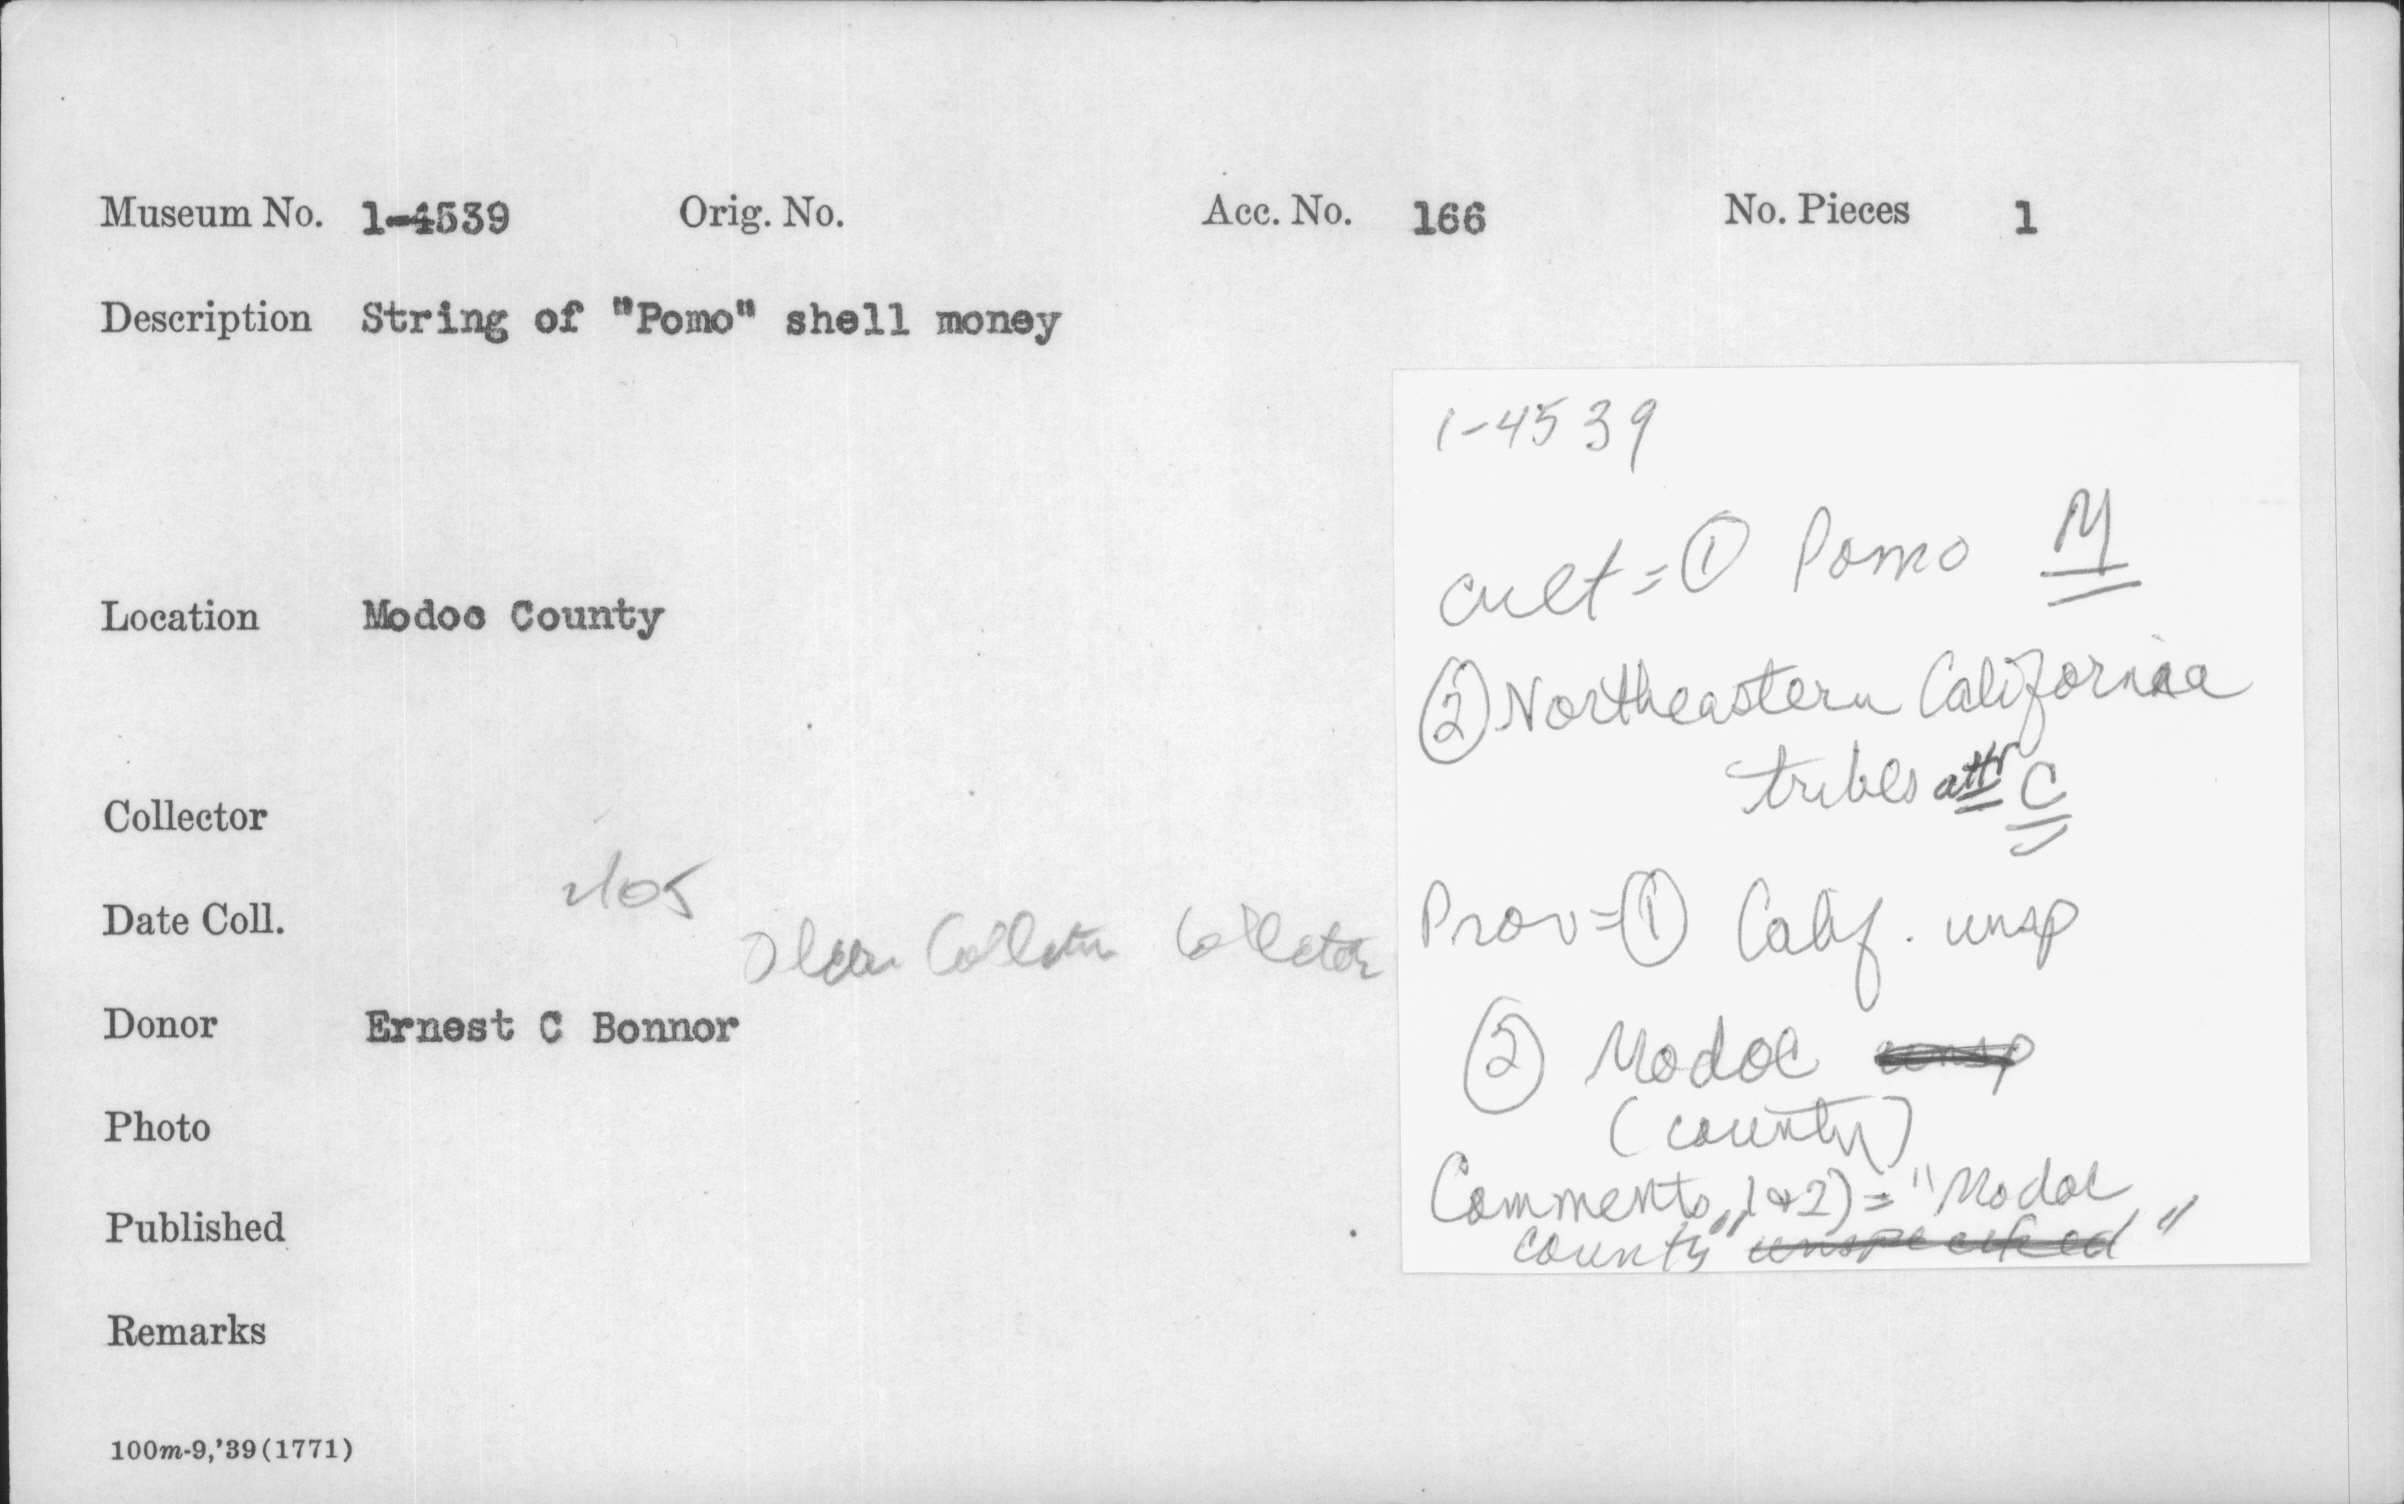 Museum No. 1-4539 Orig. No. Acc. No. 166 No. Pieces 1
Description String of "Pomo" shell money
Location Modoc County
Collector
Date Coll.
Donor Ernest C Bonnor
Photo
Published
Remarks
100m-9,'39(1771)
1-4539
cult = ① Pomo M
② Northeastern California
tribes attr C
Prov = ① Calif. unsp
② Modoc unsp
(county)
Comments, 1 & 2) = "Modoc
County" unspecified"